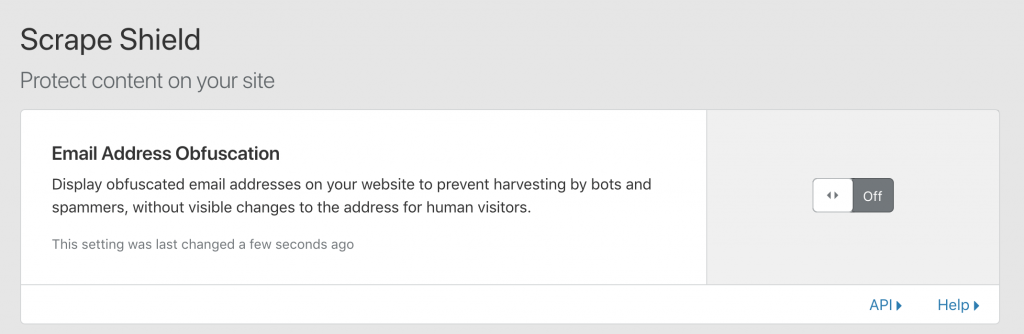 Scrape Shield
Protect content on your site
Email Address Obfuscation
Display obfuscated email addresses on your website to prevent harvesting by bots and
spammers, without visible changes to the address for human visitors.
Off
This setting was last changed a few seconds ago
API
Help